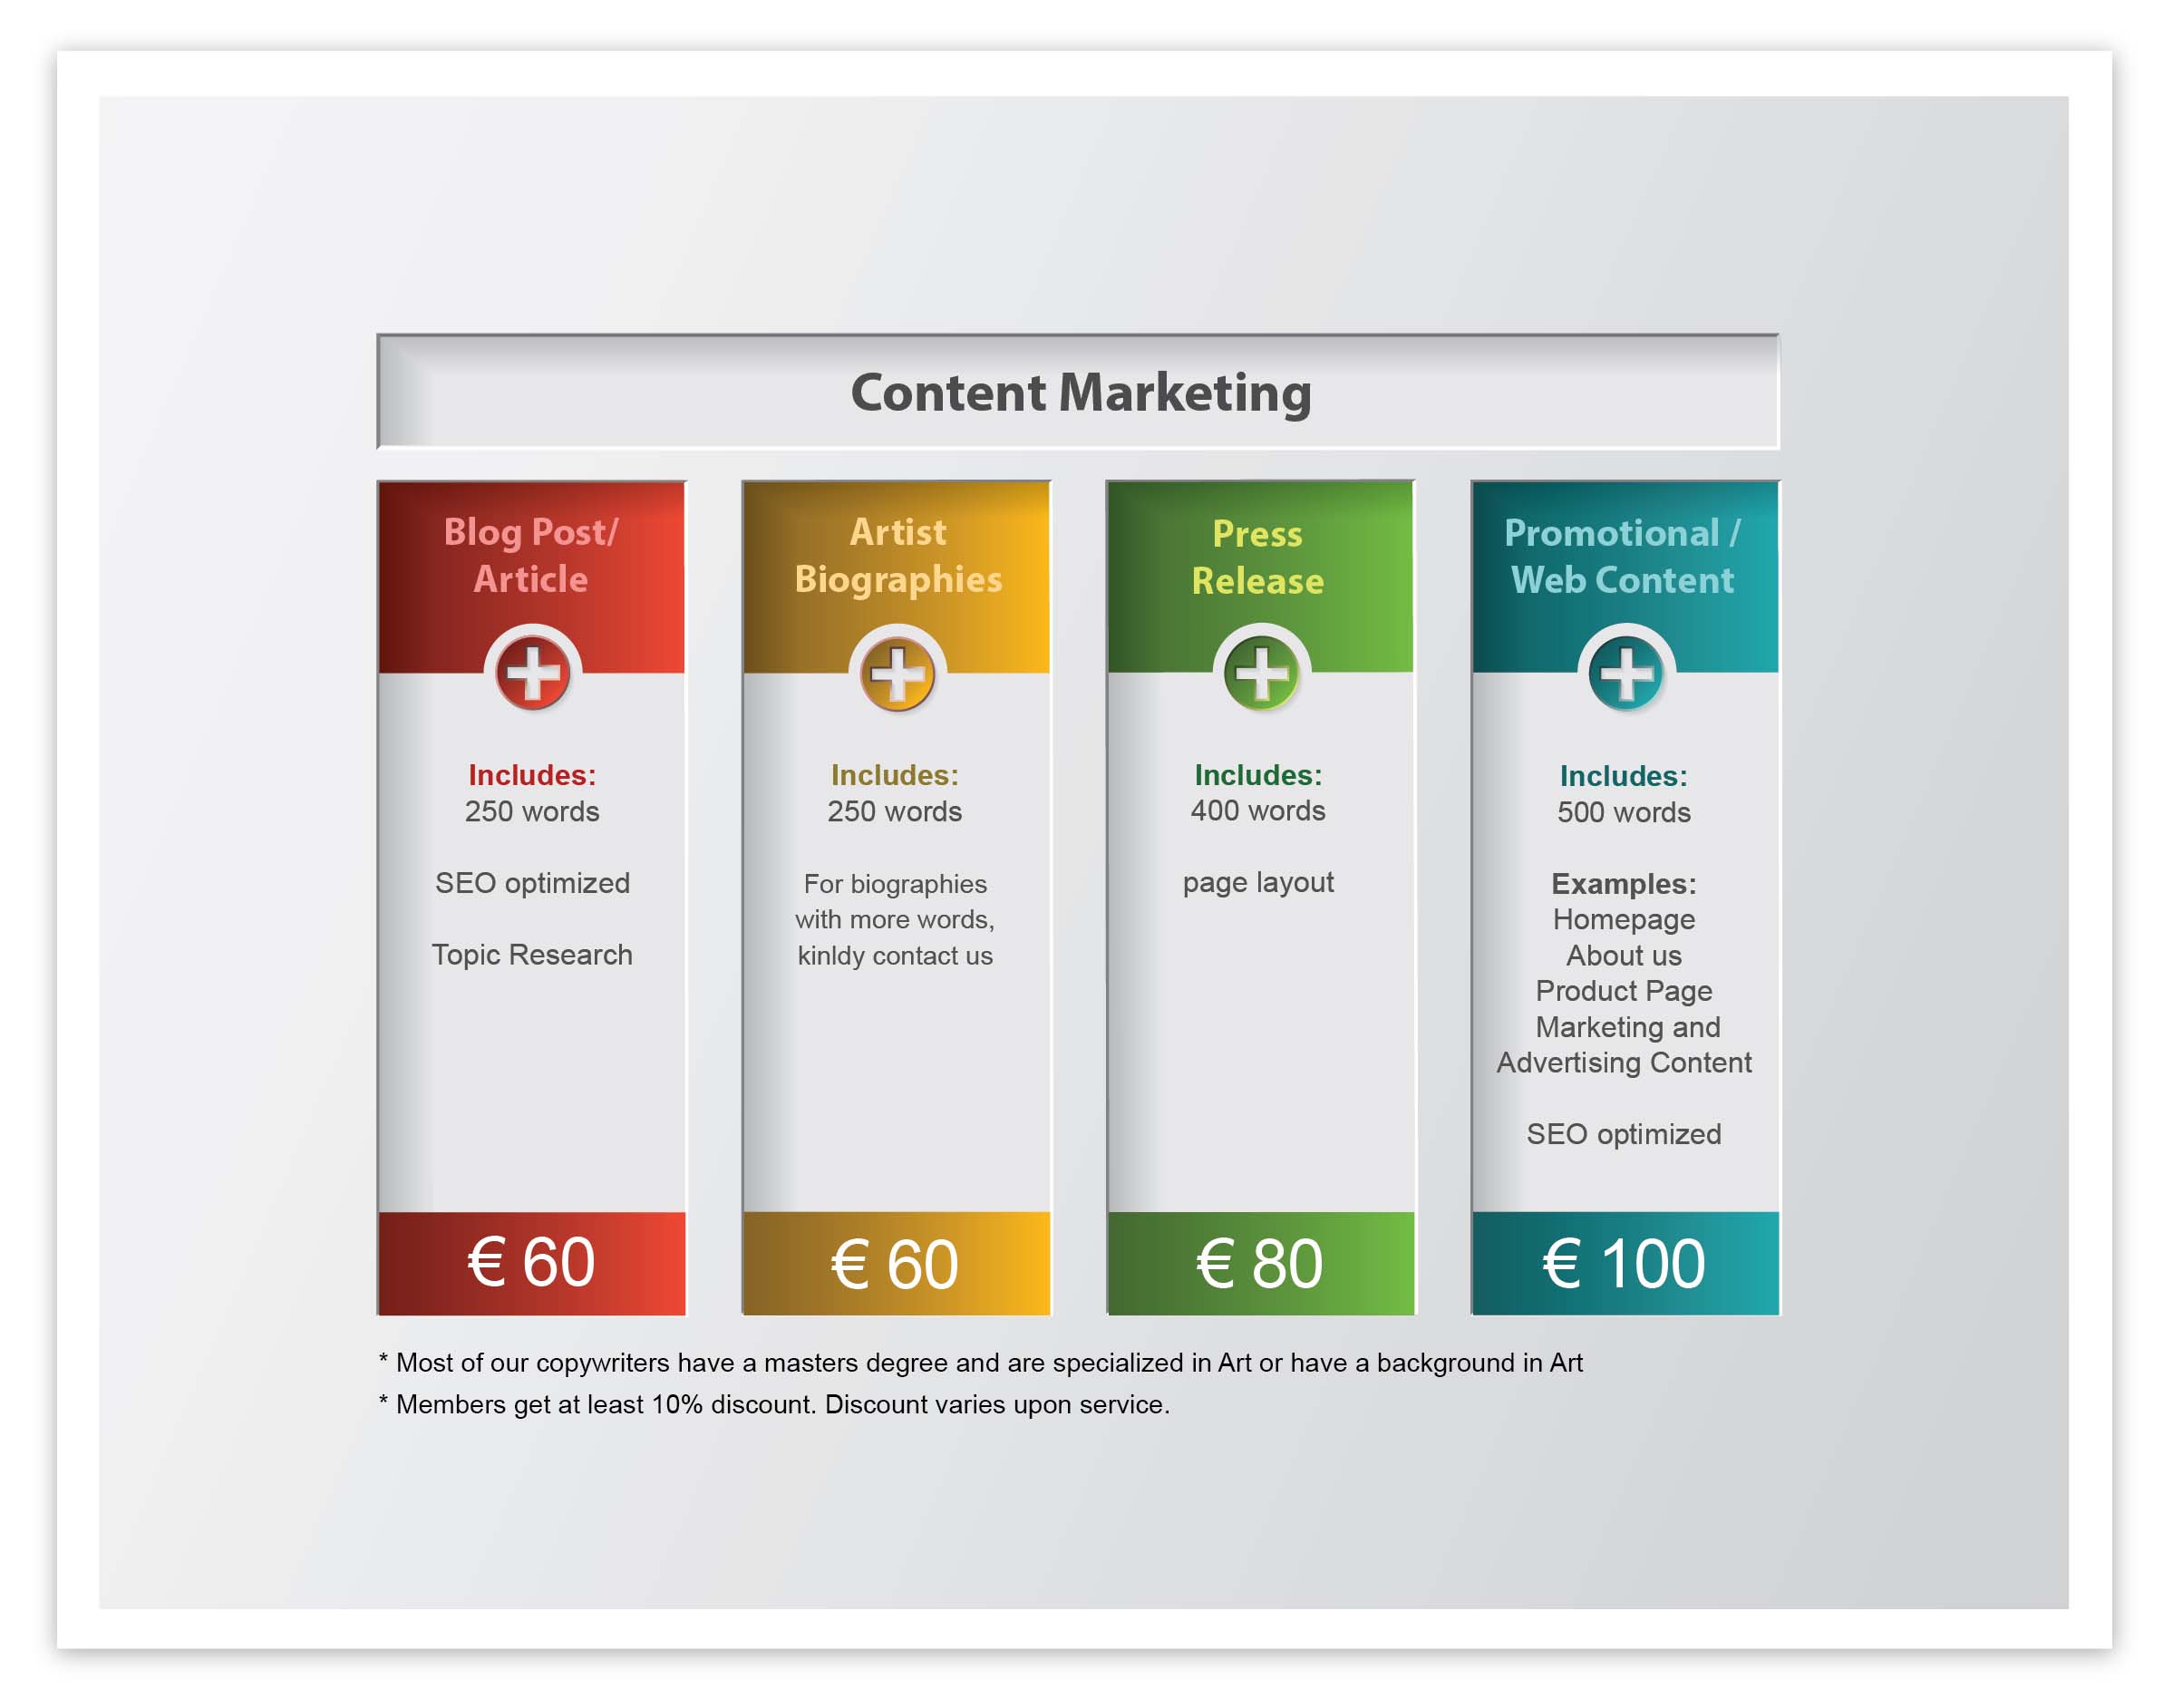 Content Marketing
Blog Post/
Article
Includes:
250 words
SEO optimized
Topic Research
€ 60
Artist
Biographies
Includes:
250 words
For biographies
with more words,
kinldy contact us
€ 60
Press
Release
Includes:
400 words
page layout
€ 80
Promotional /
Web Content
Includes:
500 words
Examples:
Homepage
About us
Product Page
Marketing and
Advertising Content
SEO optimized
€ 100
* Most of our copywriters have a masters degree and are specialized in Art or have a background in Art
* Members get at least 10% discount. Discount varies upon service.